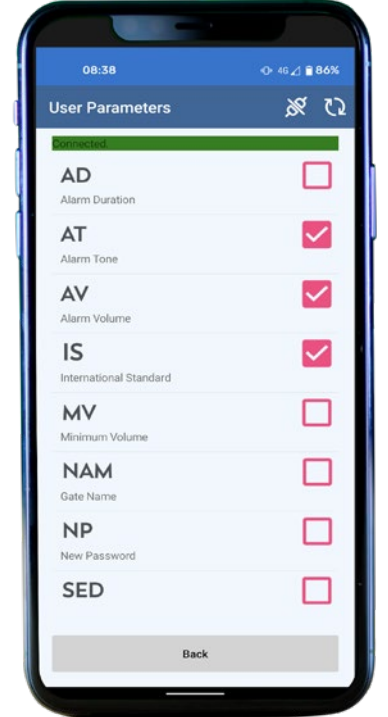 08:38
4G 86%
User Parameters
Connected.
AD
Alarm Duration
AT
Alarm Tone
AV
Alarm Volume
IS
International Standard
MV
Minimum Volume
NAM
Gate Name
NP
New Password
SED
Back